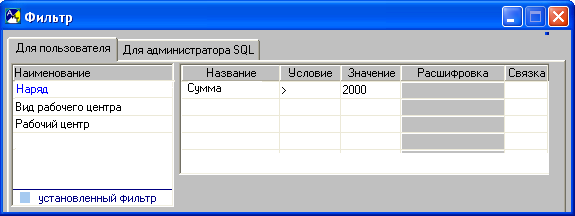 Фильтр
Для пользователя Для администратора SQL
Наименование Название Условие Значение Расшифровка Связка
Наряд Сумма > 2000
Вид рабочего центра
Рабочий центр
установленный фильтр